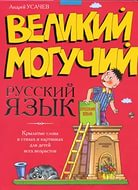 Андрей УСАЧЕВ
ВЕЛИКИЙ
МОГУЧИЙ
РУССКИЙ
ЯЗЫК
Крылатые слова
в стихах и картинках
для детей
всех возрастов